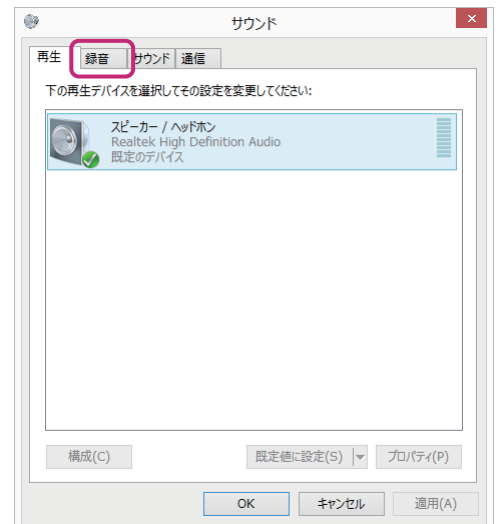 サウンド
再生 録音 サウンド 通信
下の再生デバイスを選択してその設定を変更してください:
スピーカー / ヘッドホン
Realtek High Definition Audio
既定のデバイス
構成(C) 既定値に設定(S) プロパティ(P)
OK キャンセル 適用(A)